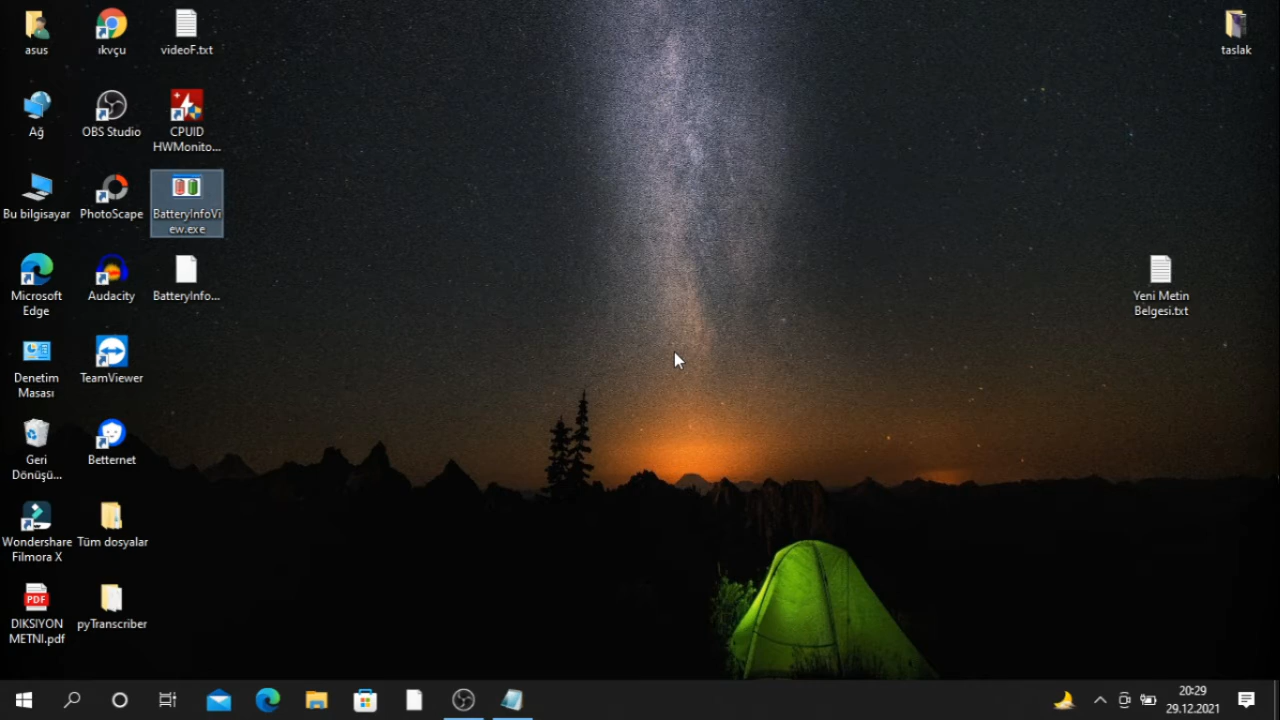 asus
ıkvçu
videoF.txt
taslak
Ağ
OBS Studio
CPUID
HWMonito...
Bu bilgisayar
PhotoScape
BatteryInfoVi
ew.exe
Microsoft
Edge
Audacity
BatteryInfo...
Yeni Metin
Belgesi.txt
Denetim
Masası
TeamViewer
Geri
Dönüşü...
Betternet
Wondershare
Filmora X
Tüm dosyalar
PDF
DIKSIYON
METNI.pdf
pyTranscriber
20:29
29.12.2021